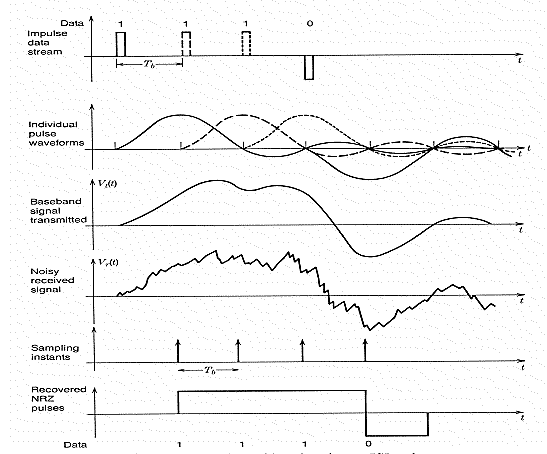 Data 1 1 1 0
Impulse
data
stream
T_b
t
Individual
pulse
waveforms
t
Baseband
signal
transmitted
V_t(t)
t
Noisy
received
signal
V_r(t)
t
Sampling
instants
T_b
t
Recovered
NRZ
pulses
t
Data 1 1 1 0